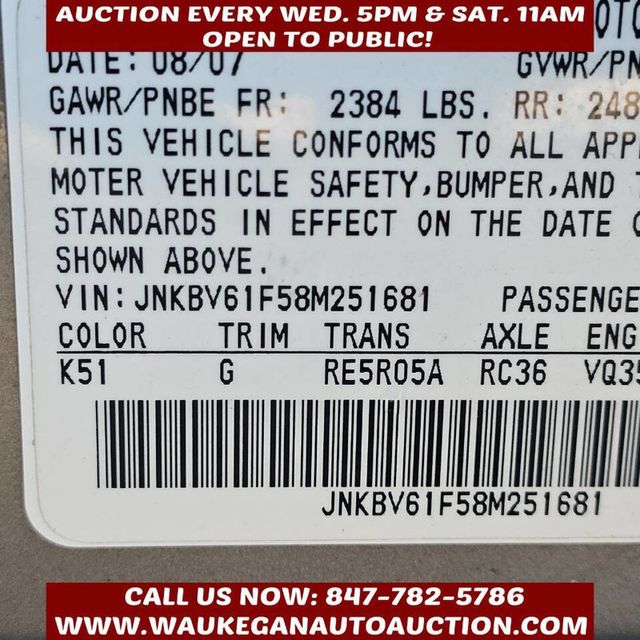 AUCTION EVERY WED. 5PM & SAT. 11AM
OPEN TO PUBLIC!
DATE: 08/07 GVWR/PN
GAWR/PNBE FR: 2384 LBS. RR: 248
THIS VEHICLE CONFORMS TO ALL APP
MOTER VEHICLE SAFETY,BUMPER,AND
STANDARDS IN EFFECT ON THE DATE O
SHOWN ABOVE.
VIN:JNKBV61F58M251681 PASSENGE
COLOR TRIM TRANS AXLE ENG
K51 G RE5R05A RC36 VQ35
JNKBV61F58M251681
CALL US NOW: 847-782-5786
WWW.WAUKEGANAUTOAUCTION.COM